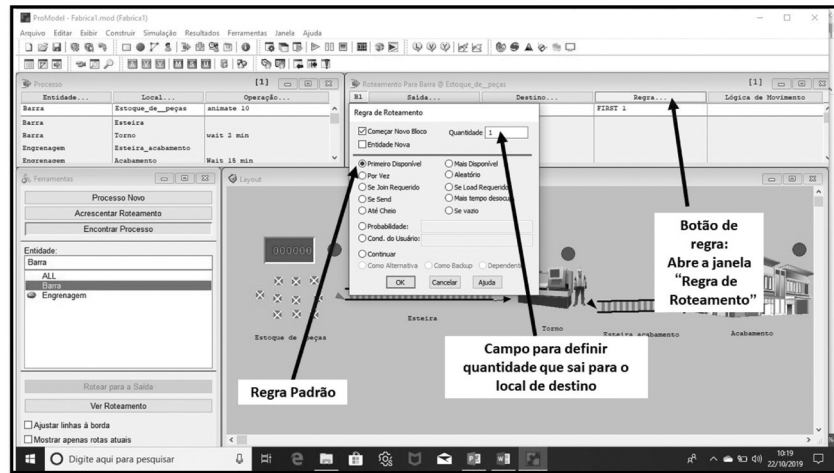 ProModel - Fabrica1.mod (Fabrica1)
Arquivo Editar Exibir Construir Simulação Resultados Ferramentas Janela Ajuda
Processo
[1]
Entidade... Local... Operação...
Barra Estoque_de__peças animate 10
Barra Esteira
Barra Torno wait 2 min
Engrenagem Esteira_acabamento
Engrenagem Acabamento Wait 15 min
Roteamento Para Barra @ Estoque_de__peças
[1]
Bl Saída... Destino... Regra... Lógica de Movimento
FIRST 1
Regra de Roteamento
Começar Novo Bloco Quantidade 1
Entidade Nova
Primeiro Disponível Mais Disponível
Por Vez Aleatório
Se Join Requerido Se Load Requerido
Se Send Mais tempo desocup
Até Cheio Se vazio
Probabilidade:
Cond. do Usuário:
Continuar
Como Alternativa Como Backup Dependente
OK Cancelar Ajuda
Ferramentas
Processo Novo
Acrescentar Roteamento
Encontrar Processo
Entidade:
Barra
ALL
Barra
Engrenagem
Rotear para a Saída
Ver Roteamento
Ajustar linhas à borda
Mostrar apenas rotas atuais
Layout
000000
Estoque de peças
Esteira
Torno
Esteira acabamento
Acabamento
Regra Padrão
Campo para definir
quantidade que sai para o
local de destino
Botão de
regra:
Abre a janela
“Regra de
Roteamento”
Digite aqui para pesquisar
10:19
22/10/2019